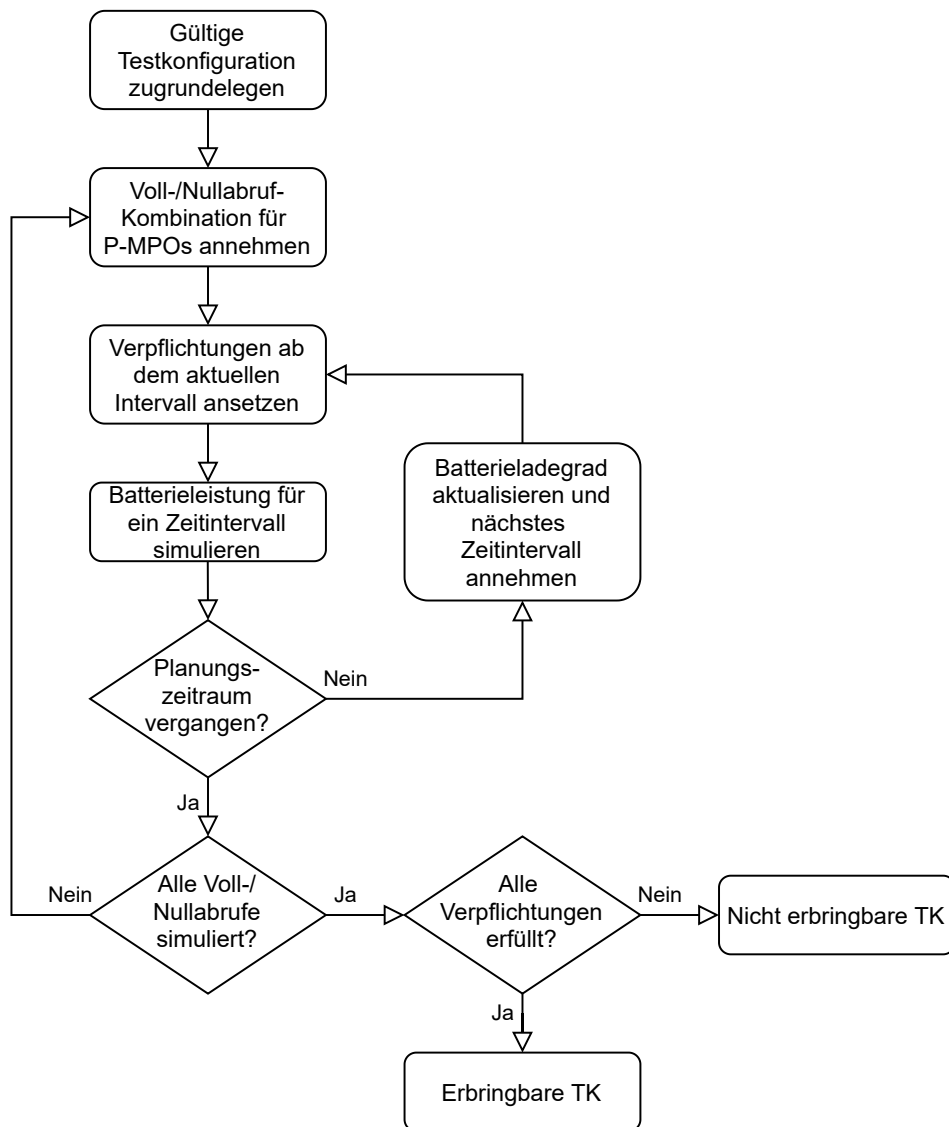 Gültige
Testkonfiguration
zugrundelegen
Voll-/Nullabruf-
Kombination für
P-MPOs annehmen
Verpflichtungen ab
dem aktuellen
Intervall ansetzen
Batterieleistung für
ein Zeitintervall
simulieren
Batterieladegrad
aktualisieren und
nächstes
Zeitintervall
annehmen
Planungs-
zeitraum
vergangen?
Nein
Ja
Nein
Alle Voll-/
Nullabrufe
simuliert?
Ja
Alle
Verpflichtungen
erfüllt?
Nein
Nicht erbringbare TK
Ja
Erbringbare TK